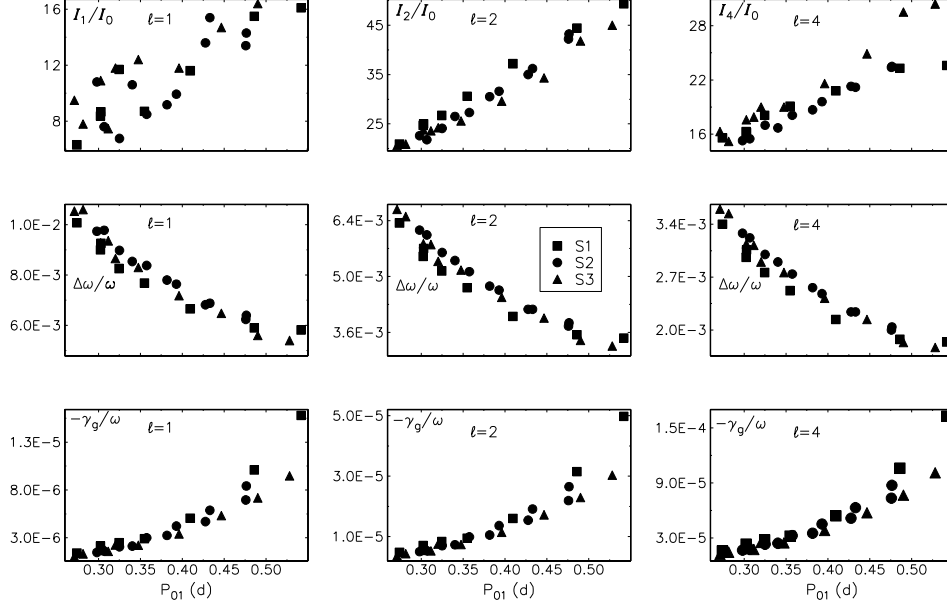 I₁/I₀ ℓ=1
16
12
8
I₂/I₀ ℓ=2
45
35
25
I₄/I₀ ℓ=4
28
22
16
ℓ=1
1.0E−2
8.0E−3
6.0E−3
Δω/ω
ℓ=2
6.4E−3
5.0E−3
3.6E−3
Δω/ω
S1
S2
S3
ℓ=4
3.4E−3
2.7E−3
2.0E−3
Δω/ω
−γg/ω
ℓ=1
1.3E−5
8.0E−6
3.0E−6
0.30 0.35 0.40 0.45 0.50
P₀₁ (d)
−γg/ω
ℓ=2
5.0E−5
3.0E−5
1.0E−5
0.30 0.35 0.40 0.45 0.50
P₀₁ (d)
−γg/ω
ℓ=4
1.5E−4
9.0E−5
3.0E−5
0.30 0.35 0.40 0.45 0.50
P₀₁ (d)